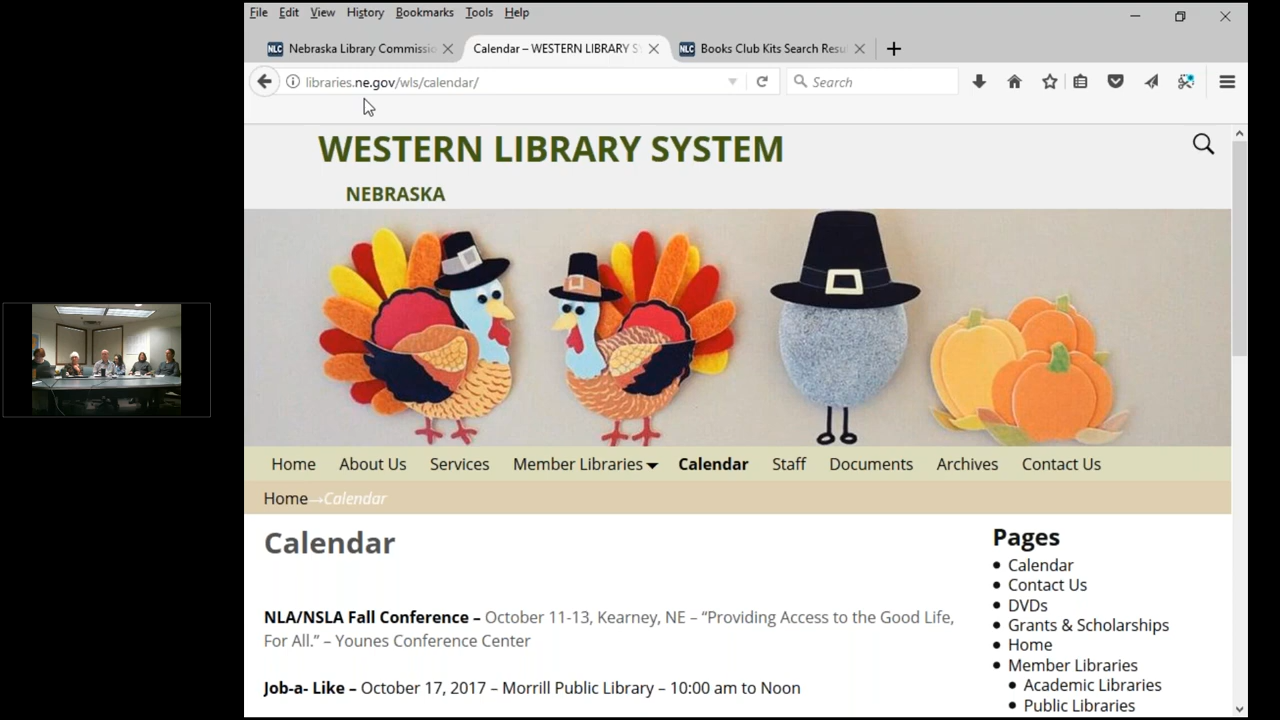 File Edit View History Bookmarks Tools Help
NLC Nebraska Library Commissio
Calendar – WESTERN LIBRARY S
NLC Books Club Kits Search Resu
libraries.ne.gov/wls/calendar/
Search
WESTERN LIBRARY SYSTEM
NEBRASKA
Home About Us Services Member Libraries Calendar Staff Documents Archives Contact Us
Home→Calendar
Calendar
NLA/NSLA Fall Conference – October 11-13, Kearney, NE – “Providing Access to the Good Life,
For All.” – Younes Conference Center
Job-a- Like – October 17, 2017 – Morrill Public Library – 10:00 am to Noon
Pages
Calendar
Contact Us
DVDs
Grants & Scholarships
Home
Member Libraries
Academic Libraries
Public Libraries